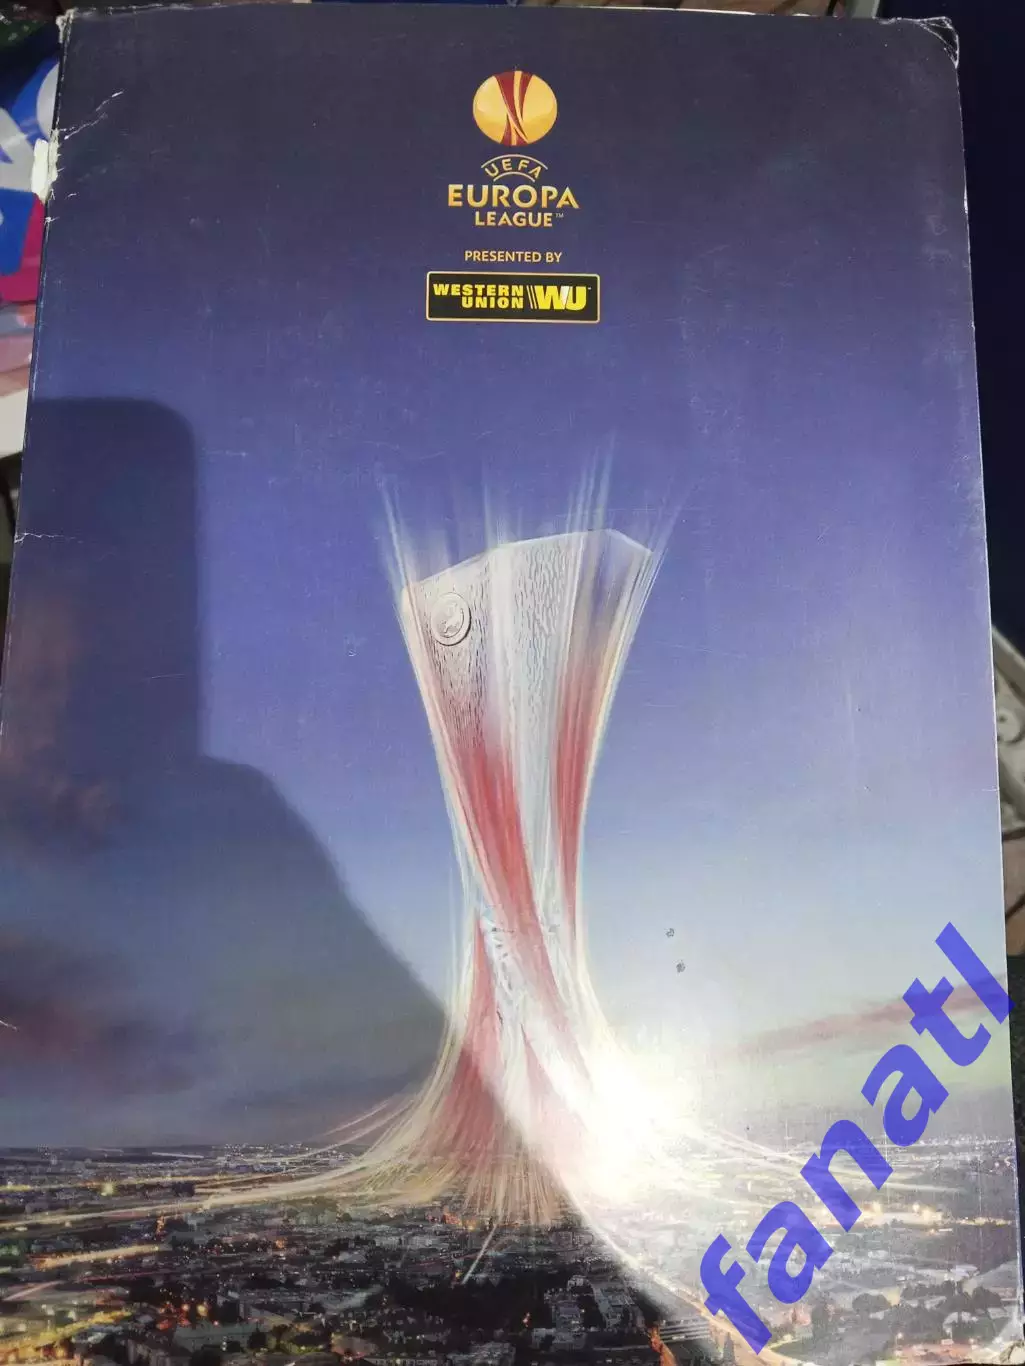 UEFA
EUROPA
LEAGUE™
PRESENTED BY
WESTERN
UNION WU
fanatl